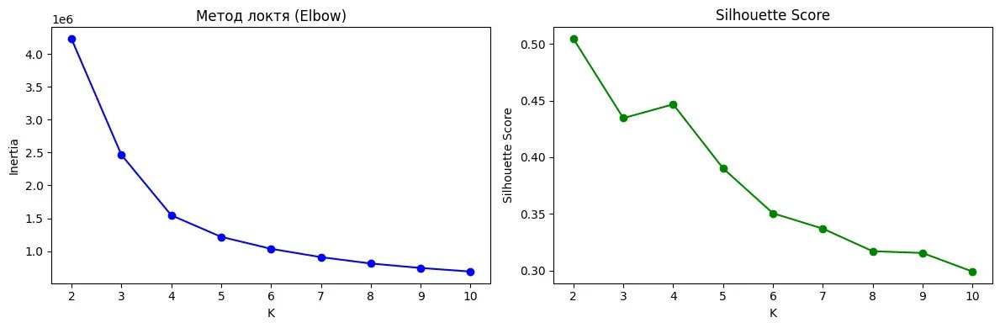 Метод локтя (Elbow)
1e6
4.0
3.5
3.0
2.5
2.0
1.5
1.0
Inertia
2 3 4 5 6 7 8 9 10
K
Silhouette Score
0.50
0.45
0.40
0.35
0.30
Silhouette Score
2 3 4 5 6 7 8 9 10
K